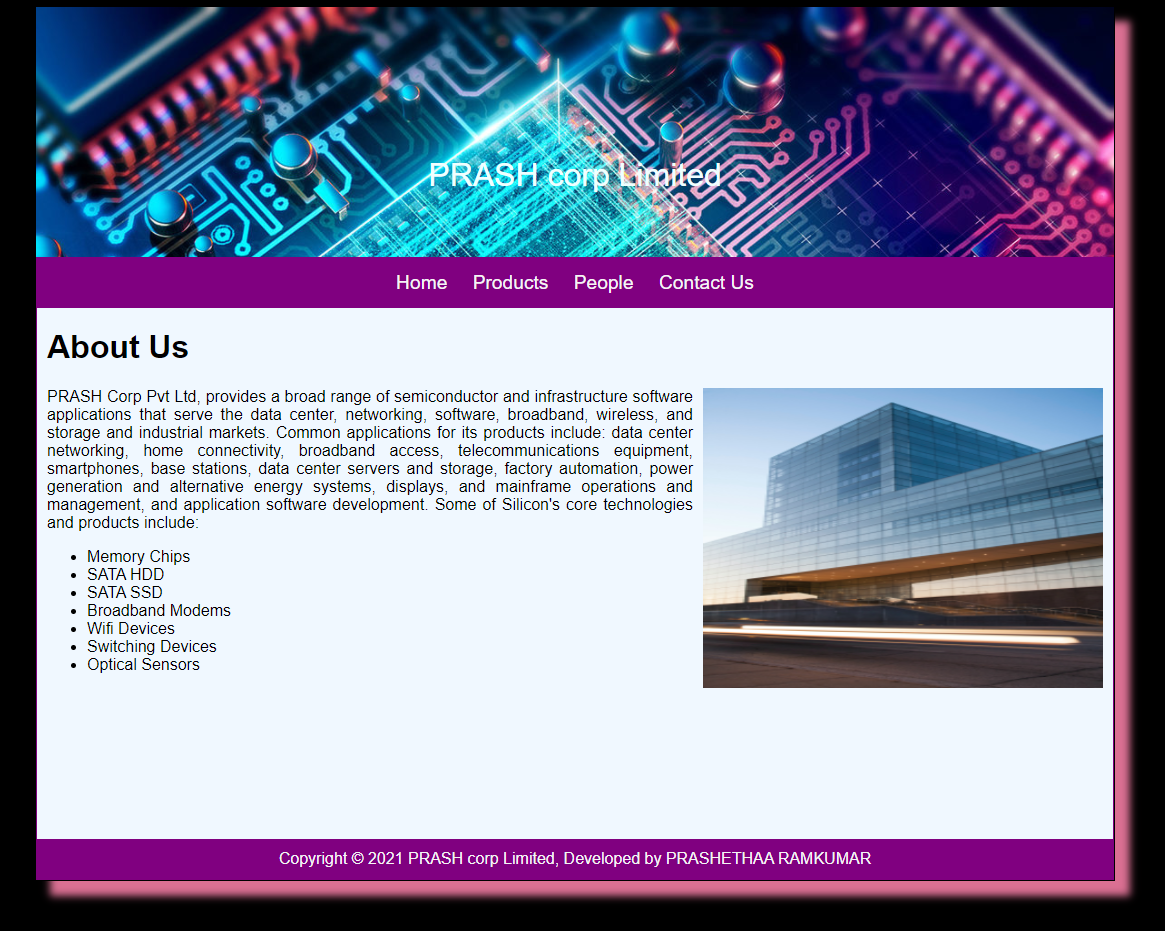 PRASH corp Limited
Home Products People Contact Us
About Us
PRASH Corp Pvt Ltd, provides a broad range of semiconductor and infrastructure software
applications that serve the data center, networking, software, broadband, wireless, and
storage and industrial markets. Common applications for its products include: data center
networking, home connectivity, broadband access, telecommunications equipment,
smartphones, base stations, data center servers and storage, factory automation, power
generation and alternative energy systems, displays, and mainframe operations and
management, and application software development. Some of Silicon's core technologies
and products include:
• Memory Chips
• SATA HDD
• SATA SSD
• Broadband Modems
• Wifi Devices
• Switching Devices
• Optical Sensors
Copyright © 2021 PRASH corp Limited, Developed by PRASHETHAA RAMKUMAR